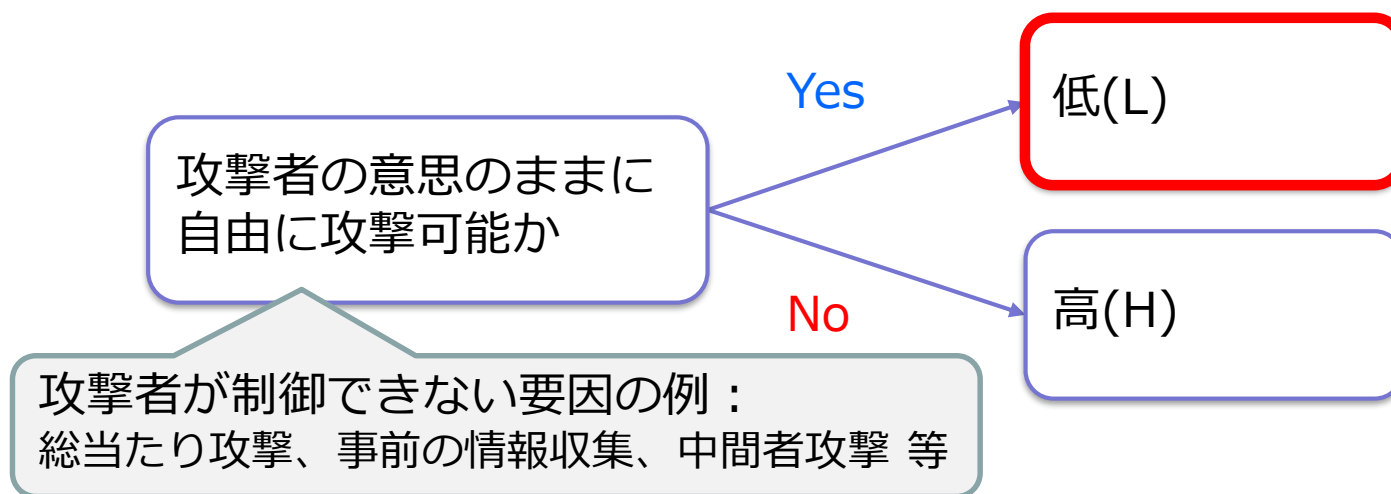 Yes
低(L)
攻撃者の意思のままに
自由に攻撃可能か
No
高(H)
攻撃者が制御できない要因の例：
総当たり攻撃、事前の情報収集、中間者攻撃 等